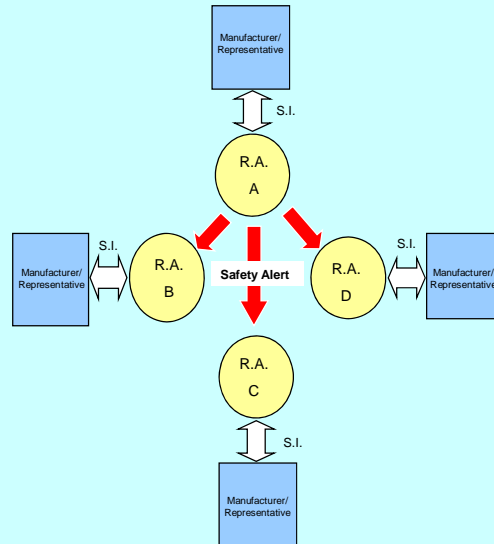 Manufacturer/
Representative
S.I.
R.A.
A
S.I.
Manufacturer/
Representative
R.A.
B
Safety Alert
R.A.
D
S.I.
Manufacturer/
Representative
R.A.
C
S.I.
Manufacturer/
Representative